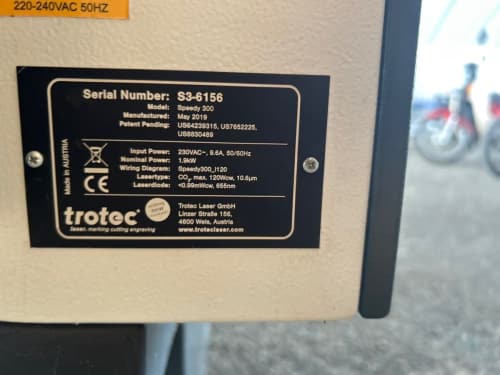 220-240VAC 50HZ
Serial Number: S3-6156
Model: Speedy 300
Manufactured: May 2019
Patent Pending: US64239315, US7652225,
US8830489
Input Power: 230VAC~, 9.6A, 50/60Hz
Nominal Power: 1.9kW
Wiring Diagram: Speedy300_I120
Lasertype: CO₂, max. 120Wcw, 10.6µm
Laserdiode: <0.99mWcw, 655nm
Made in AUSTRIA
CE
trotec
laser. marking cutting engraving
Trotec Laser GmbH
Linzer Straße 156,
4600 Wels, Austria
www.troteclaser.com